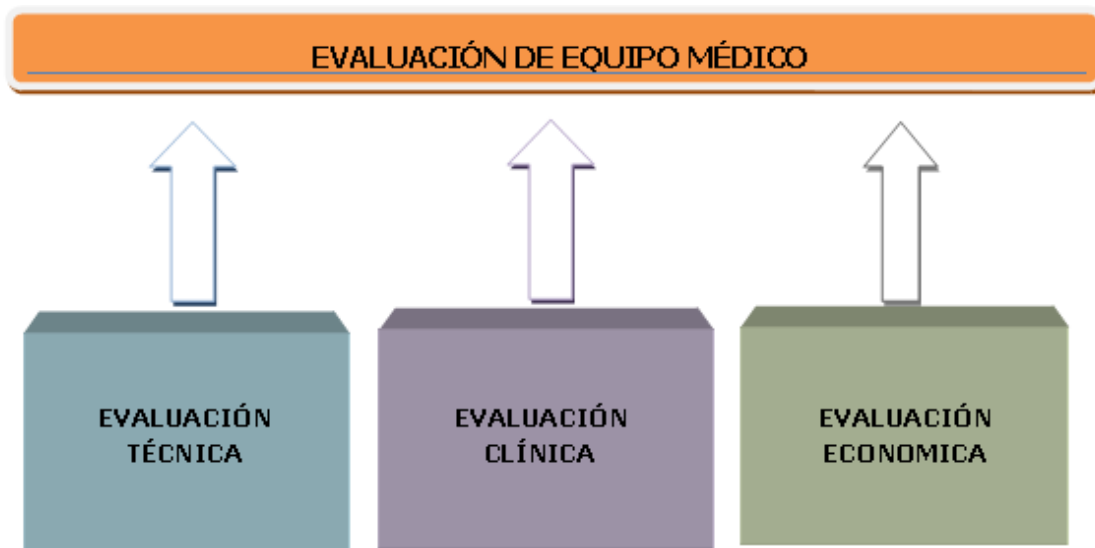 EVALUACIÓN DE EQUIPO MÉDICO
EVALUACIÓN
TÉCNICA
EVALUACIÓN
CLÍNICA
EVALUACIÓN
ECONOMICA